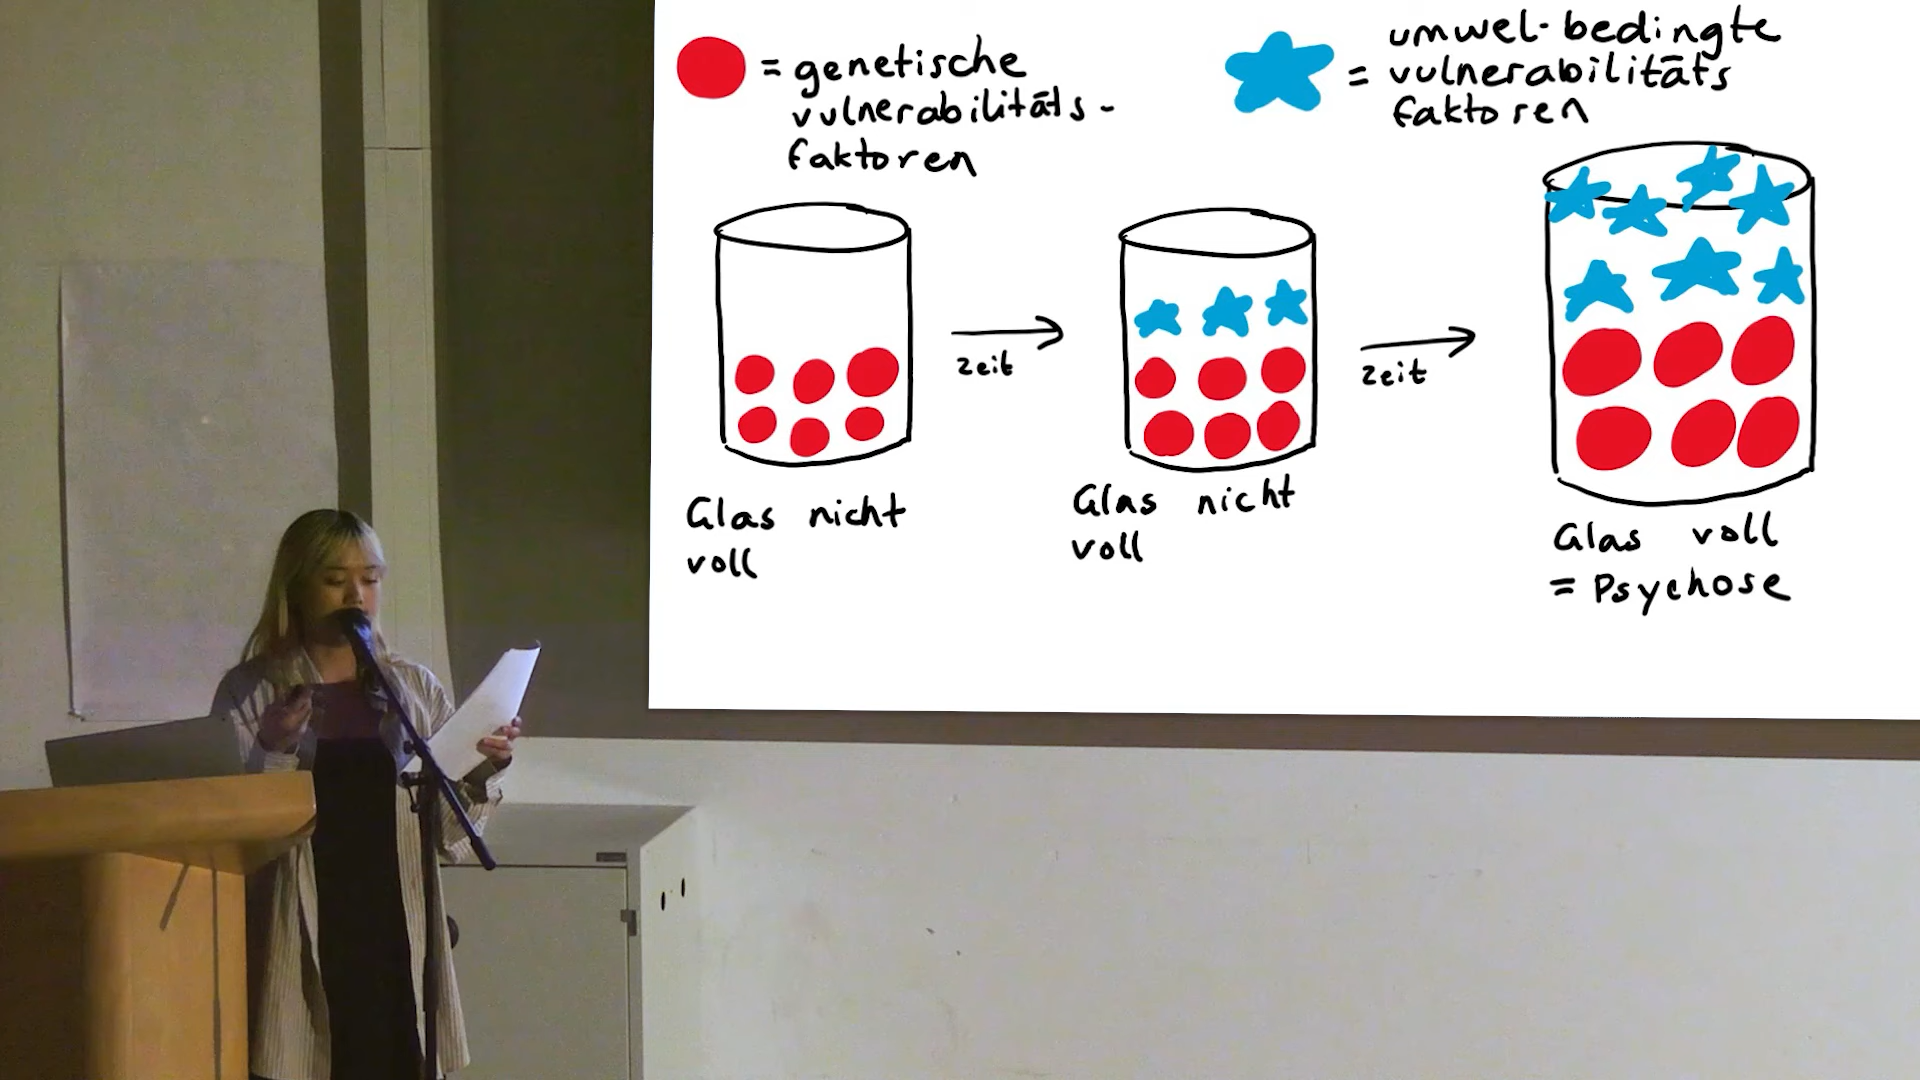 = genetische
vulnerabilitäts-
faktoren
umwel-bedingte
= vulnerabilitäts
faktoren
zeit
zeit
Glas nicht
voll
Glas nicht
voll
Glas voll
= Psychose